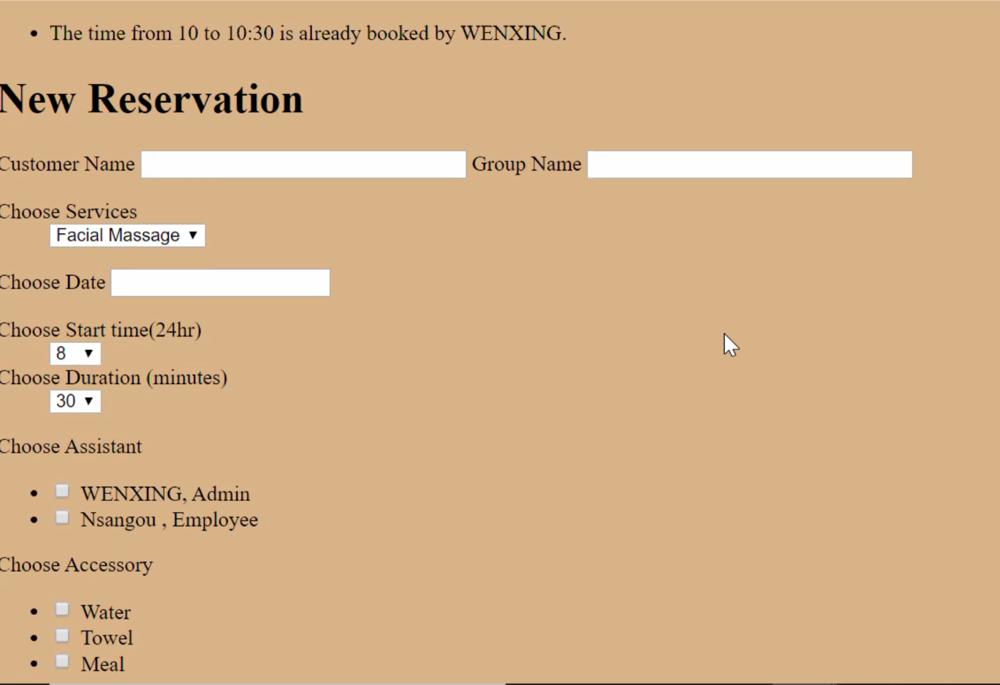 The time from 10 to 10:30 is already booked by WENXING.
New Reservation
Customer Name Group Name
Choose Services
Facial Massage
Choose Date
Choose Start time(24hr)
8
Choose Duration (minutes)
30
Choose Assistant
WENXING, Admin
Nsangou , Employee
Choose Accessory
Water
Towel
Meal